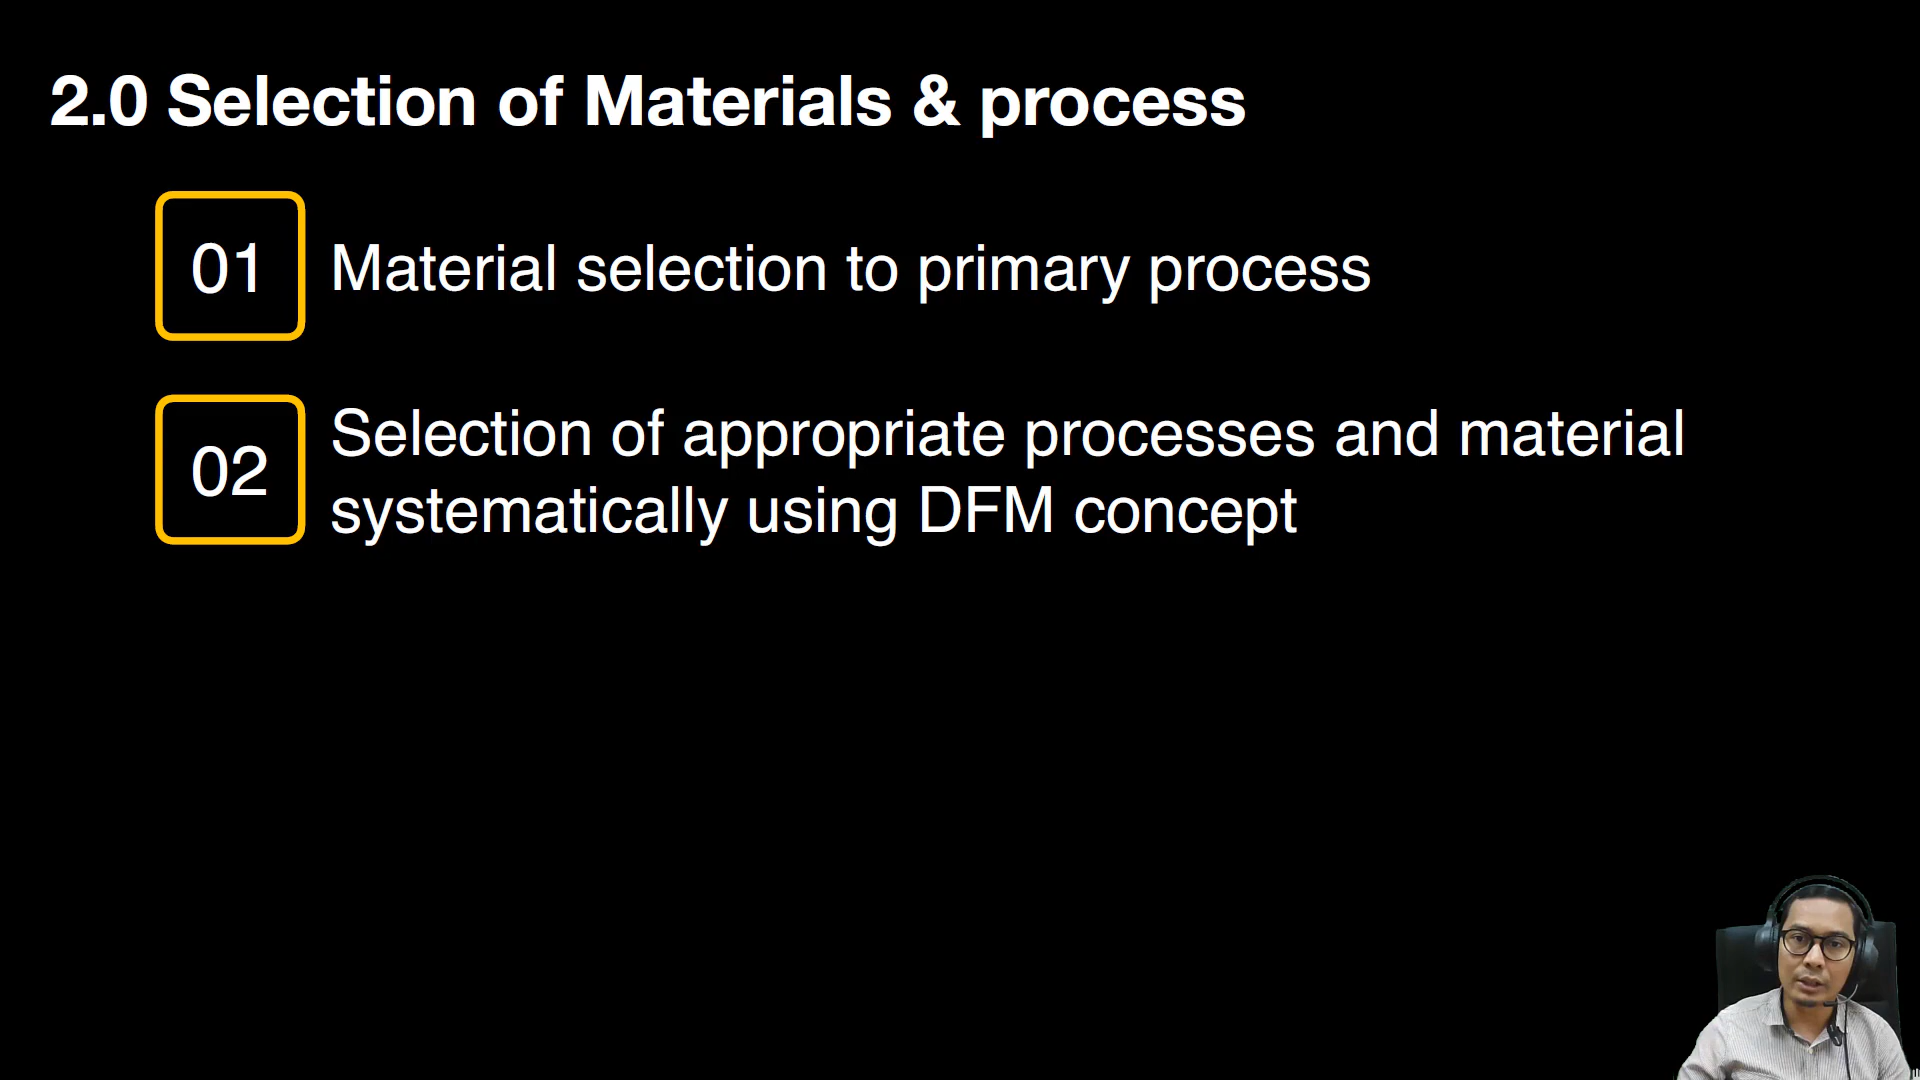 2.0 Selection of Materials & process
01
Material selection to primary process
02
Selection of appropriate processes and material
systematically using DFM concept